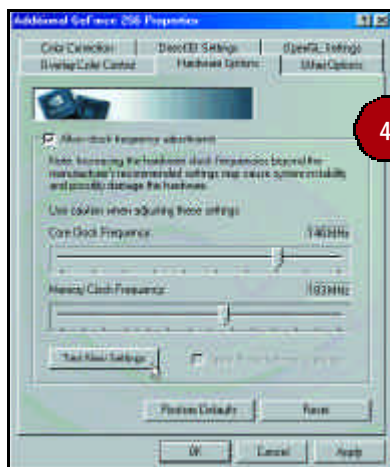 Additional GeForce 256 Properties
Color Correction
Direct3D Settings
OpenGL Settings
Overlay Color Control
Hardware Options
Other Options
4
Allow clock frequency adjustments
Note: Increasing the hardware clock frequencies beyond the
manufacturer's recommended settings may cause system instability
and possibly damage the hardware.
Use caution when adjusting these settings
Core Clock Frequency
MHz
Memory Clock Frequency
183MHz
Test New Settings
Restore Defaults
Reset
OK
Cancel
Apply